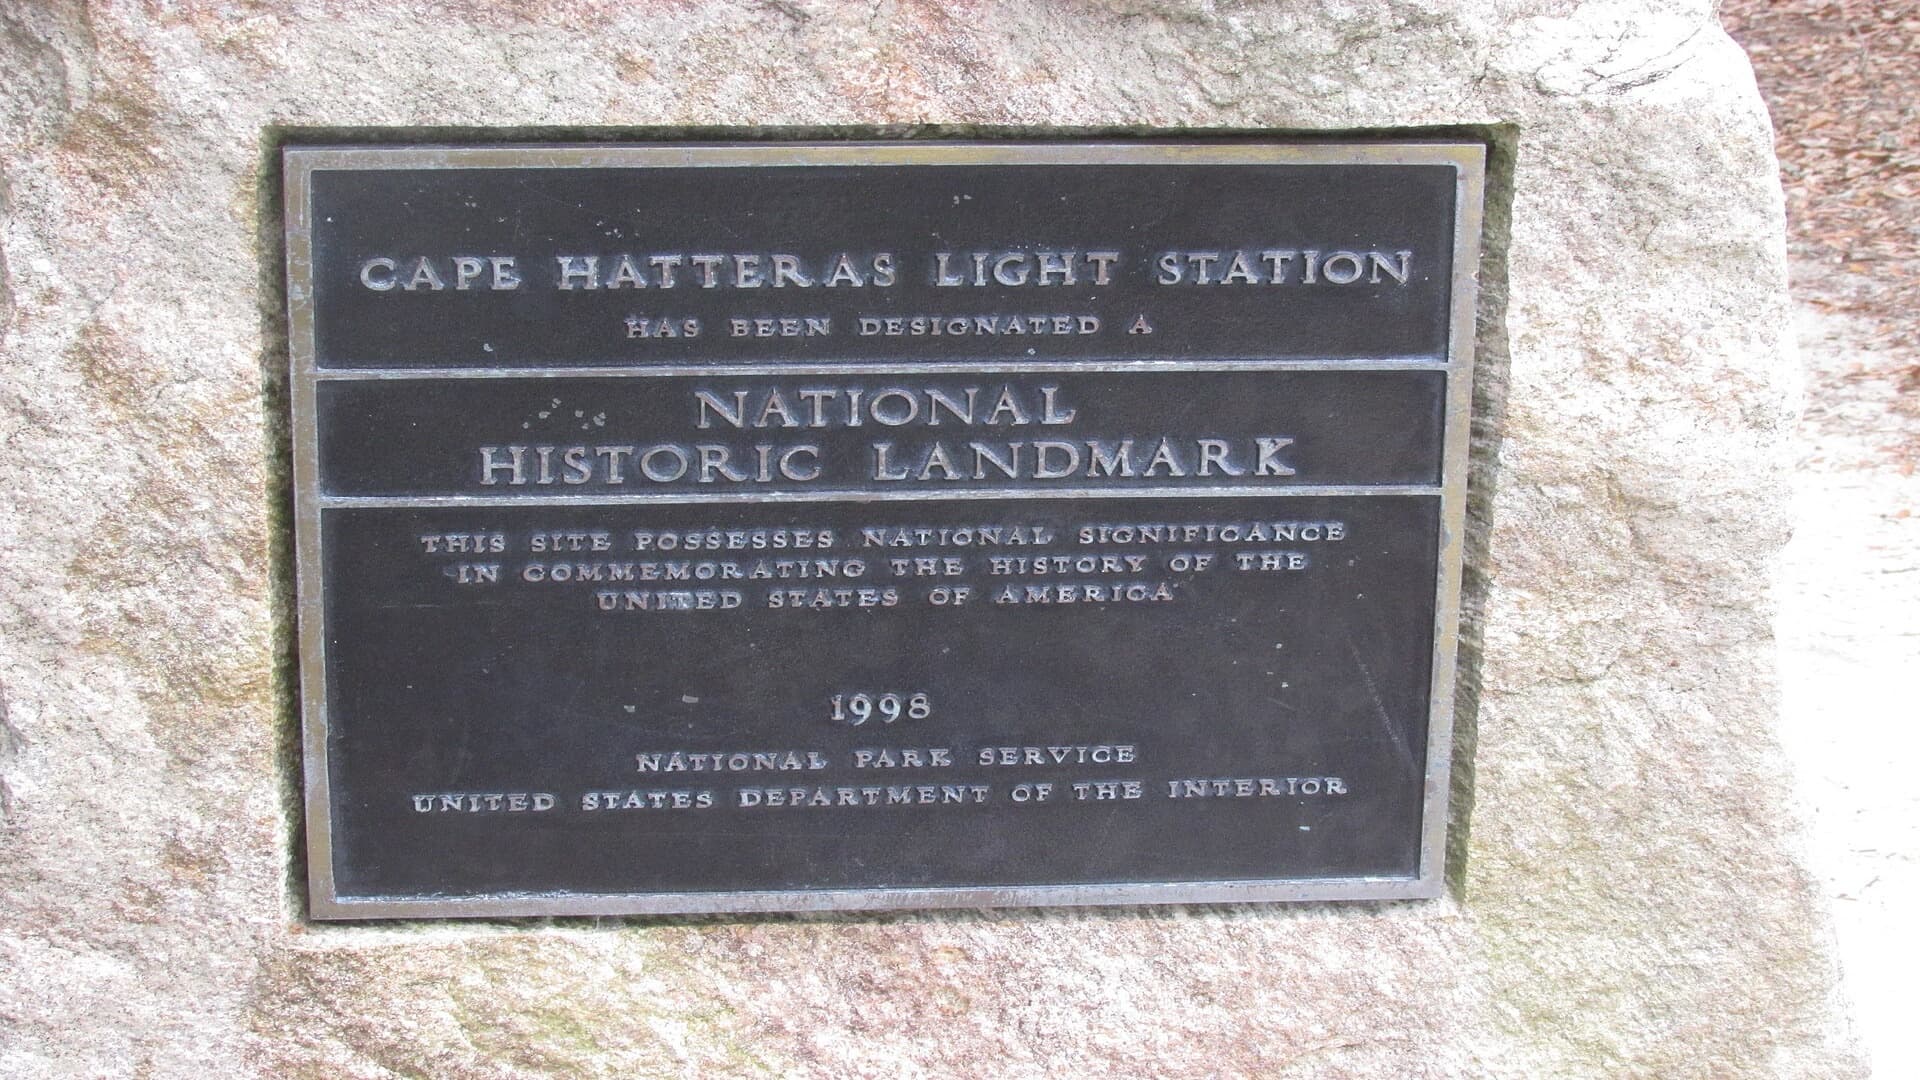 CAPE HATTERAS LIGHT STATION
HAS BEEN DESIGNATED A
NATIONAL
HISTORIC LANDMARK
THIS SITE POSSESSES NATIONAL SIGNIFICANCE
IN COMMEMORATING THE HISTORY OF THE
UNITED STATES OF AMERICA
1998
NATIONAL PARK SERVICE
UNITED STATES DEPARTMENT OF THE INTERIOR